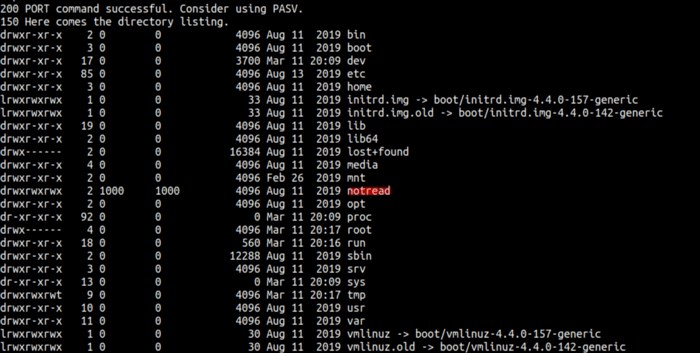 200 PORT command successful. Consider using PASV.
150 Here comes the directory listing.
drwxr-xr-x 2 0 0 4096 Aug 11 2019 bin
drwxr-xr-x 3 0 0 4096 Aug 11 2019 boot
drwxr-xr-x 17 0 0 3700 Mar 11 20:09 dev
drwxr-xr-x 85 0 0 4096 Aug 13 2019 etc
drwxr-xr-x 3 0 0 4096 Aug 11 2019 home
lrwxrwxrwx 1 0 0 33 Aug 11 2019 initrd.img -> boot/initrd.img-4.4.0-157-generic
lrwxrwxrwx 1 0 0 33 Aug 11 2019 initrd.img.old -> boot/initrd.img-4.4.0-142-generic
drwxr-xr-x 19 0 0 4096 Aug 11 2019 lib
drwxr-xr-x 2 0 0 4096 Aug 11 2019 lib64
drwx------ 2 0 0 16384 Aug 11 2019 lost+found
drwxr-xr-x 4 0 0 4096 Aug 11 2019 media
drwxr-xr-x 2 0 0 4096 Feb 26 2019 mnt
drwxrwxrwx 2 1000 1000 4096 Aug 11 2019 notread
drwxr-xr-x 2 0 0 4096 Aug 11 2019 opt
dr-xr-xr-x 92 0 0 0 Mar 11 20:09 proc
drwx------ 4 0 0 4096 Mar 11 20:17 root
drwxr-xr-x 18 0 0 560 Mar 11 20:16 run
drwxr-xr-x 2 0 0 12288 Aug 11 2019 sbin
drwxr-xr-x 3 0 0 4096 Aug 11 2019 srv
dr-xr-xr-x 13 0 0 0 Mar 11 20:09 sys
drwxrwxrwt 9 0 0 4096 Mar 11 20:17 tmp
drwxr-xr-x 10 0 0 4096 Aug 11 2019 usr
drwxr-xr-x 11 0 0 4096 Aug 11 2019 var
lrwxrwxrwx 1 0 0 30 Aug 11 2019 vmlinuz -> boot/vmlinuz-4.4.0-157-generic
lrwxrwxrwx 1 0 0 30 Aug 11 2019 vmlinuz.old -> boot/vmlinuz-4.4.0-142-generic